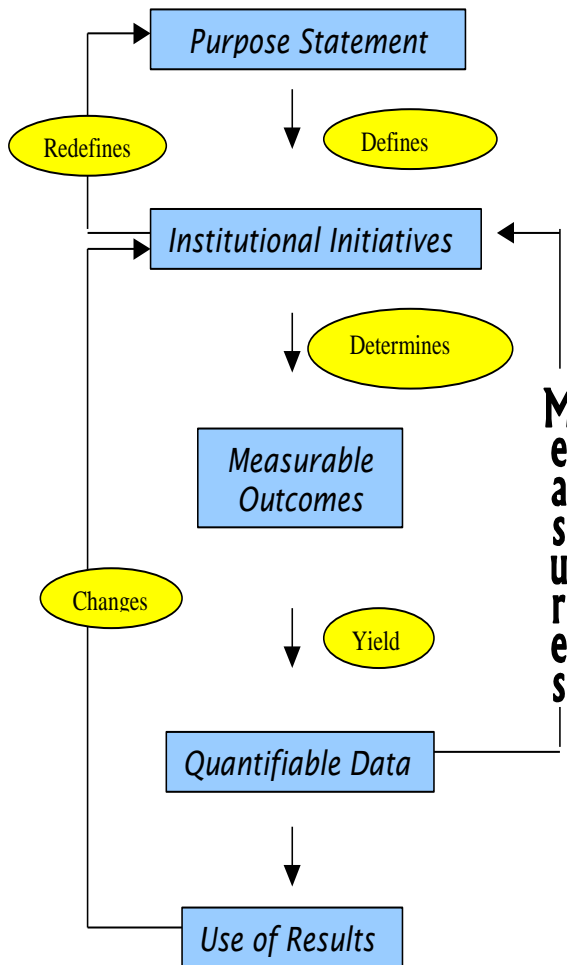 Purpose Statement
Redefines
Defines
Institutional Initiatives
Determines
Measurable
Outcomes
Measures
Changes
Yield
Quantifiable Data
Use of Results